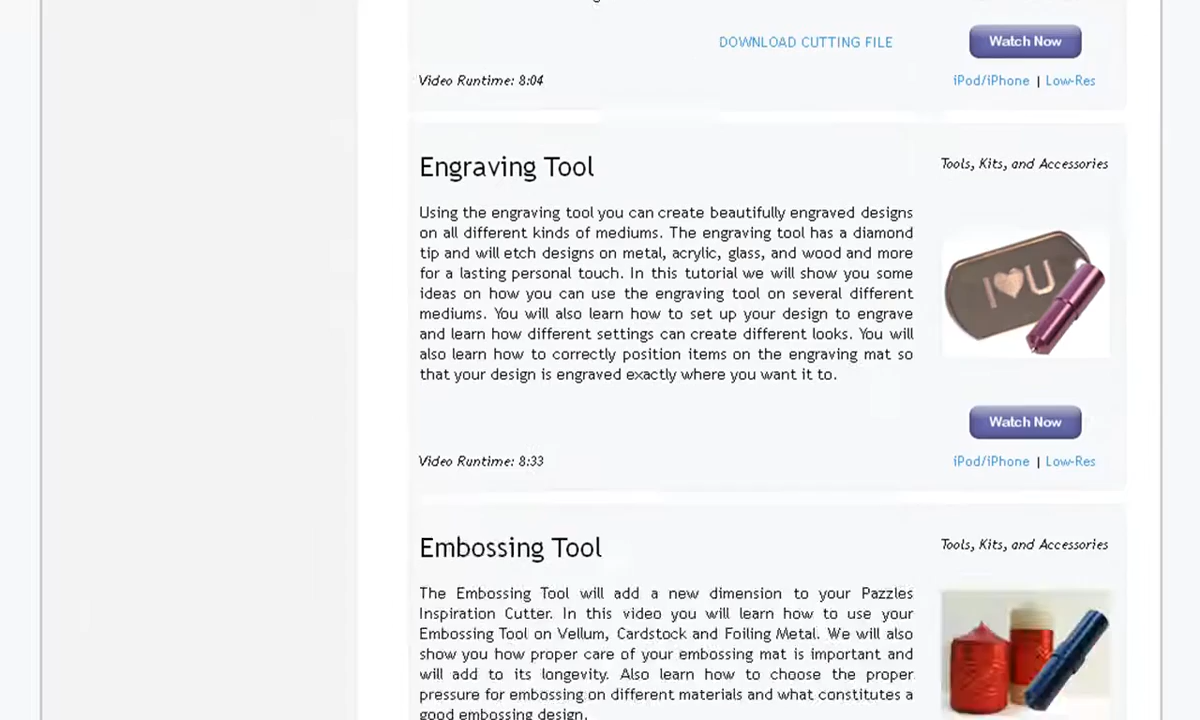 DOWNLOAD CUTTING FILE
Watch Now
Video Runtime: 8:04
iPod/iPhone | Low-Res
Engraving Tool
Tools, Kits, and Accessories
Using the engraving tool you can create beautifully engraved designs
on all different kinds of mediums. The engraving tool has a diamond
tip and will etch designs on metal, acrylic, glass, and wood and more
for a lasting personal touch. In this tutorial we will show you some
ideas on how you can use the engraving tool on several different
mediums. You will also learn how to set up your design to engrave
and learn how different settings can create different looks. You will
also learn how to correctly position items on the engraving mat so
that your design is engraved exactly where you want it to.
I♥U
Watch Now
Video Runtime: 8:33
iPod/iPhone | Low-Res
Embossing Tool
Tools, Kits, and Accessories
The Embossing Tool will add a new dimension to your Pazzles
Inspiration Cutter. In this video you will learn how to use your
Embossing Tool on Vellum, Cardstock and Foiling Metal. We will also
show you how proper care of your embossing mat is important and
will add to its longevity. Also learn how to choose the proper
pressure for embossing on different materials and what constitutes a
good embossing design.